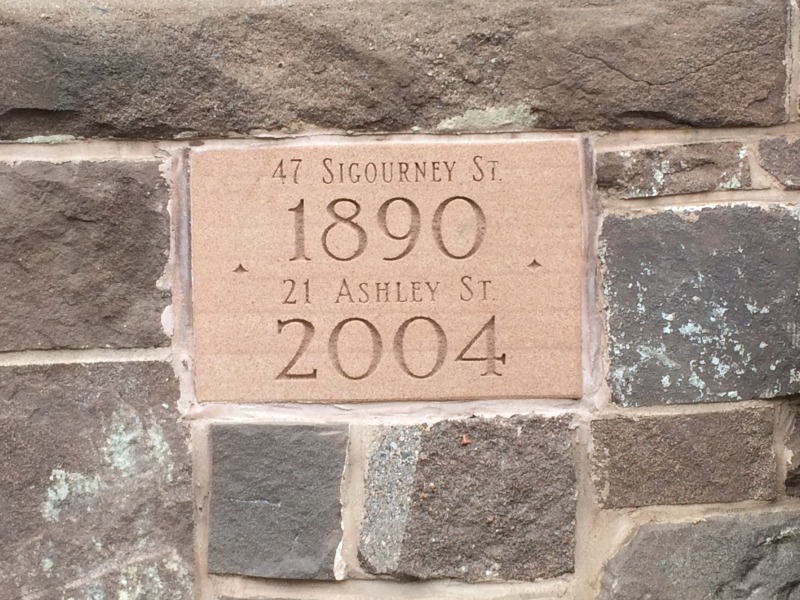 47 SIGOURNEY ST.
1890
21 ASHLEY ST.
2004